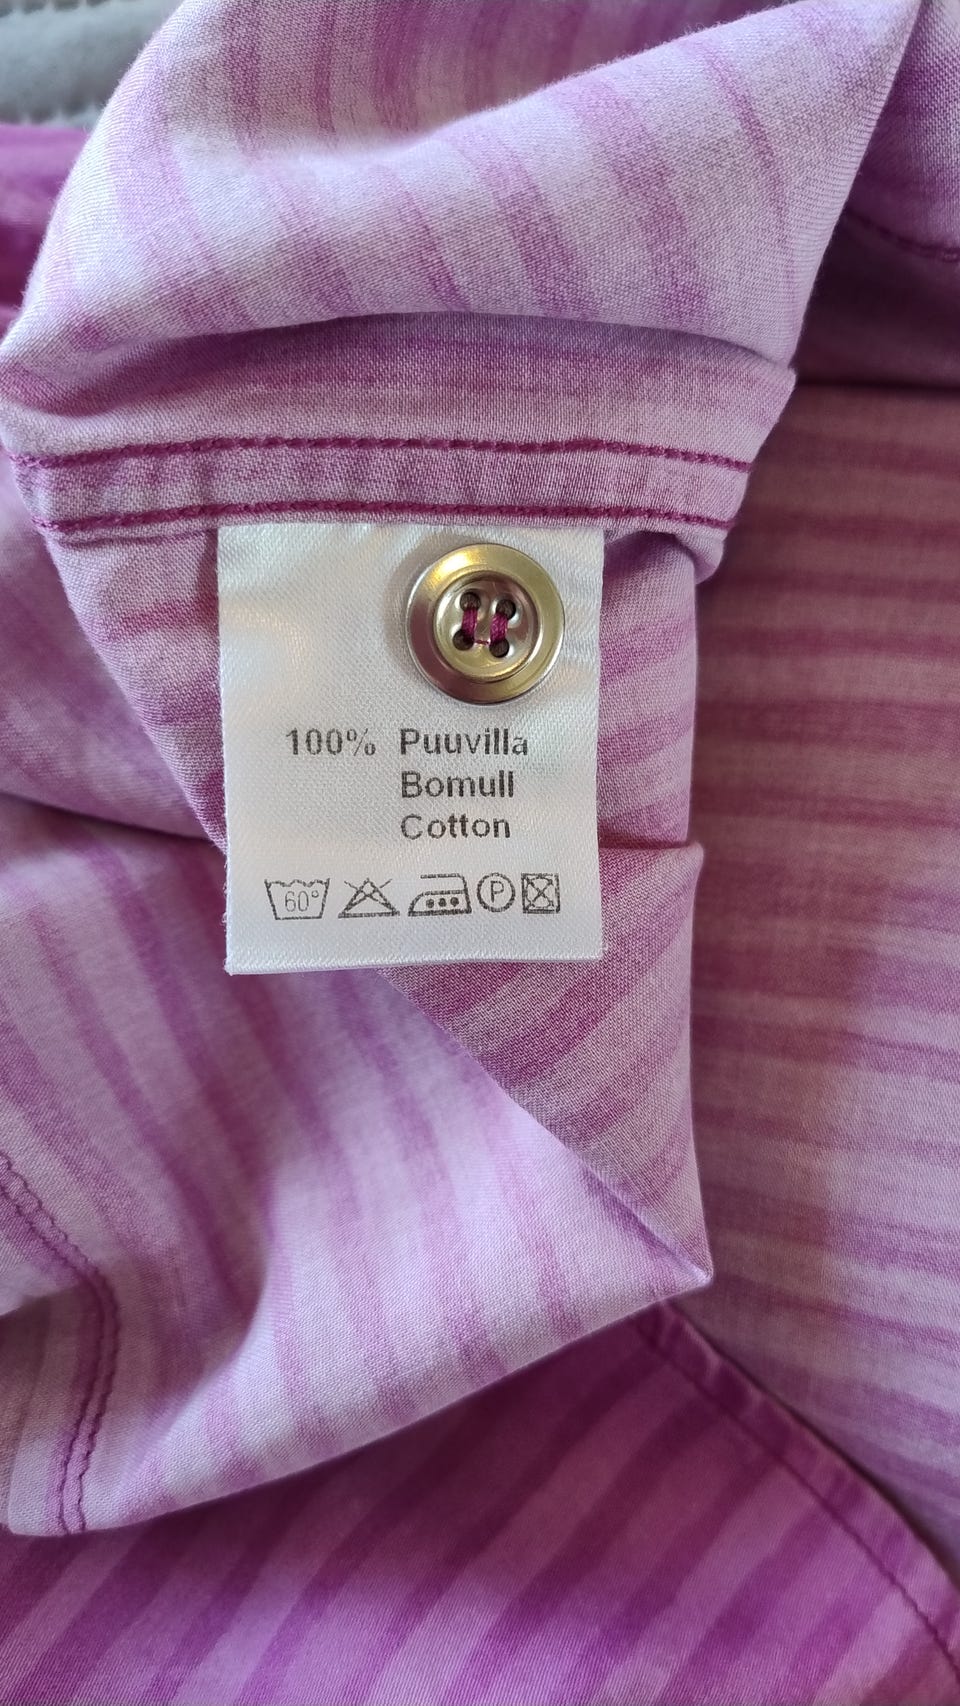 100% Puuvilla
Bomull
Cotton
60° P